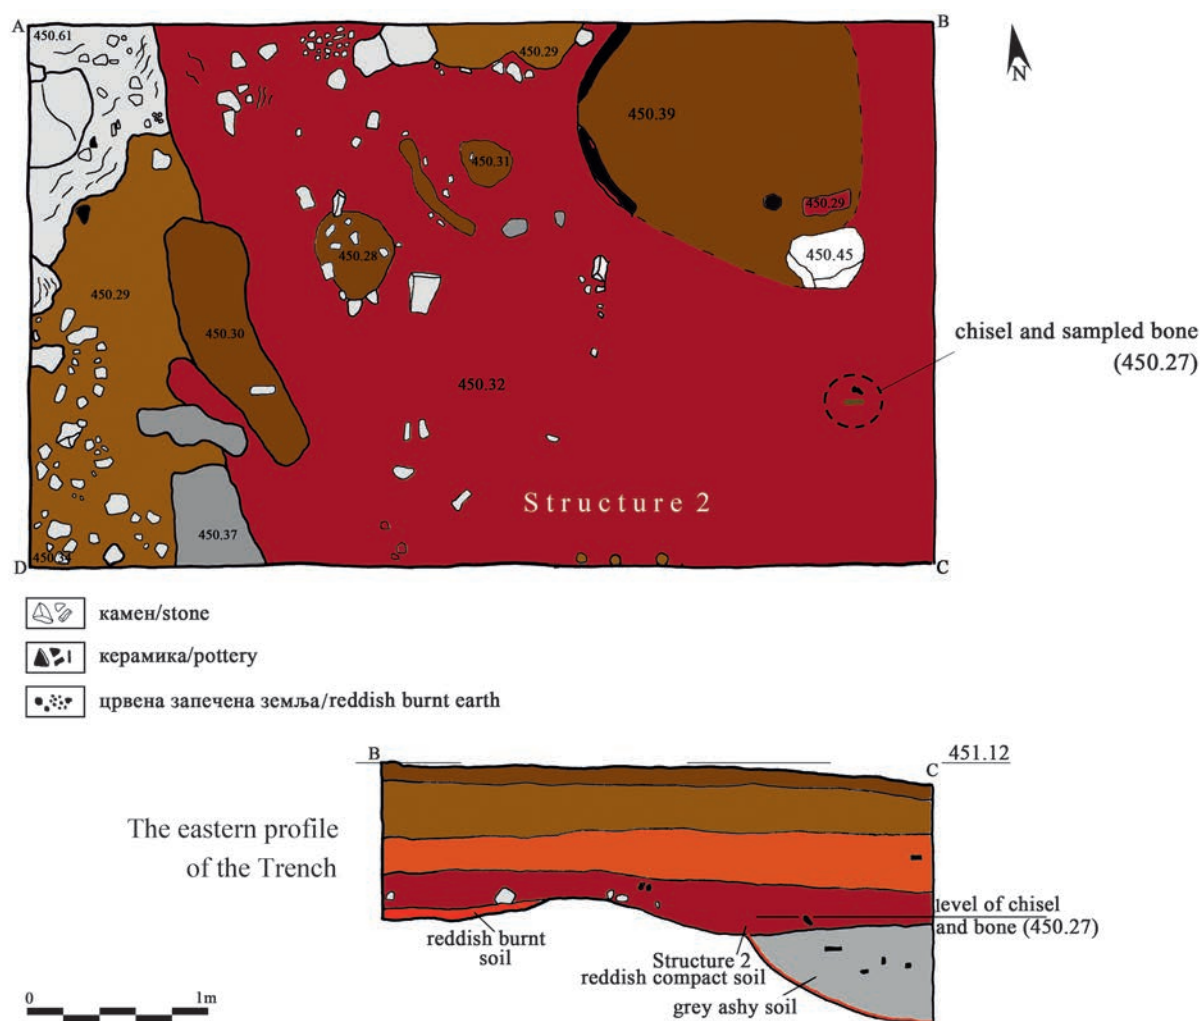 A
B
450.61
450.29
N
450.39
450.31
450.29
450.28
450.45
450.29
450.30
chisel and sampled bone
(450.27)
450.32
Structure 2
450.37
450.34
D
C
камен/stone
керамика/pottery
црвена запечена земља/reddish burnt earth
B
451.12
C
The eastern profile
of the Trench
level of chisel
and bone (450.27)
reddish burnt
soil
Structure 2
reddish compact soil
grey ashy soil
0
1m